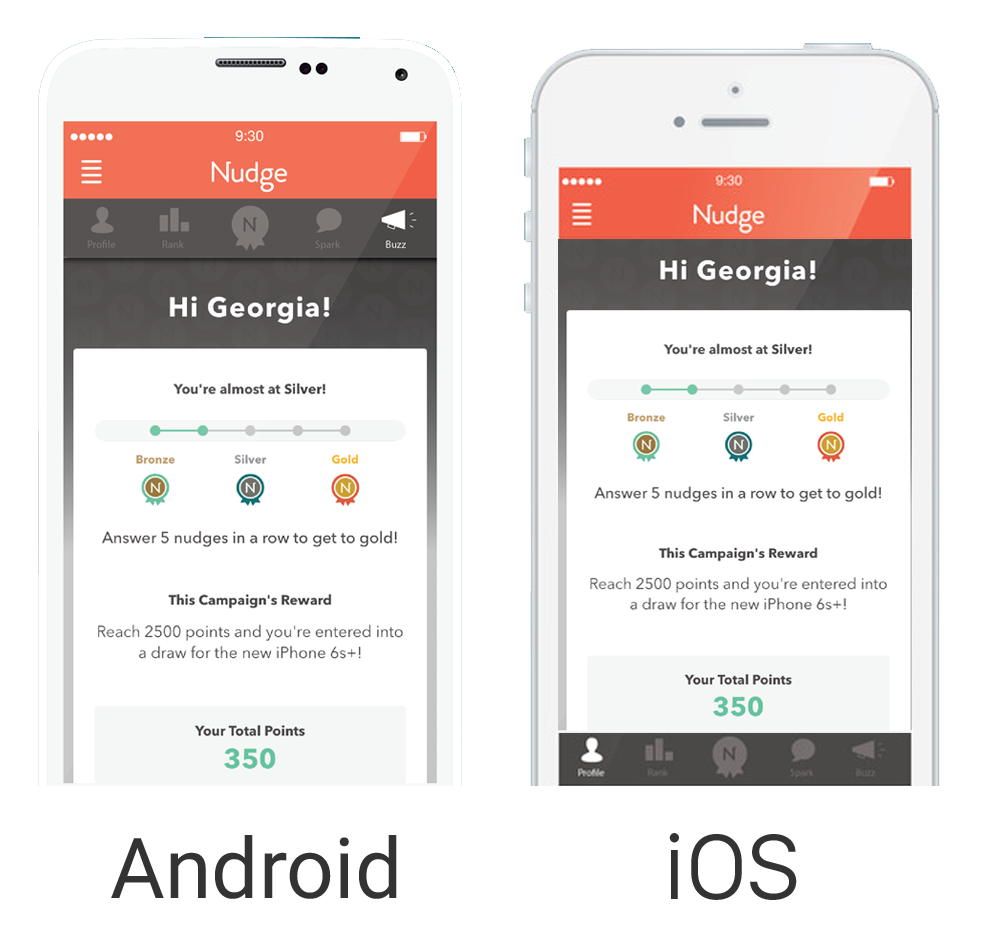 9:30
Nudge
Profile Rank N Spark Buzz
Hi Georgia!
You're almost at Silver!
Bronze Silver Gold
N N N
Answer 5 nudges in a row to get to gold!
This Campaign's Reward
Reach 2500 points and you're entered into
a draw for the new iPhone 6s+!
Your Total Points
350
Android
9:30
Nudge
Hi Georgia!
You're almost at Silver!
Bronze Silver Gold
N N N
Answer 5 nudges in a row to get to gold!
This Campaign's Reward
Reach 2500 points and you're entered into
a draw for the new iPhone 6s+!
Your Total Points
350
N
Profile Rank Spark Buzz
iOS